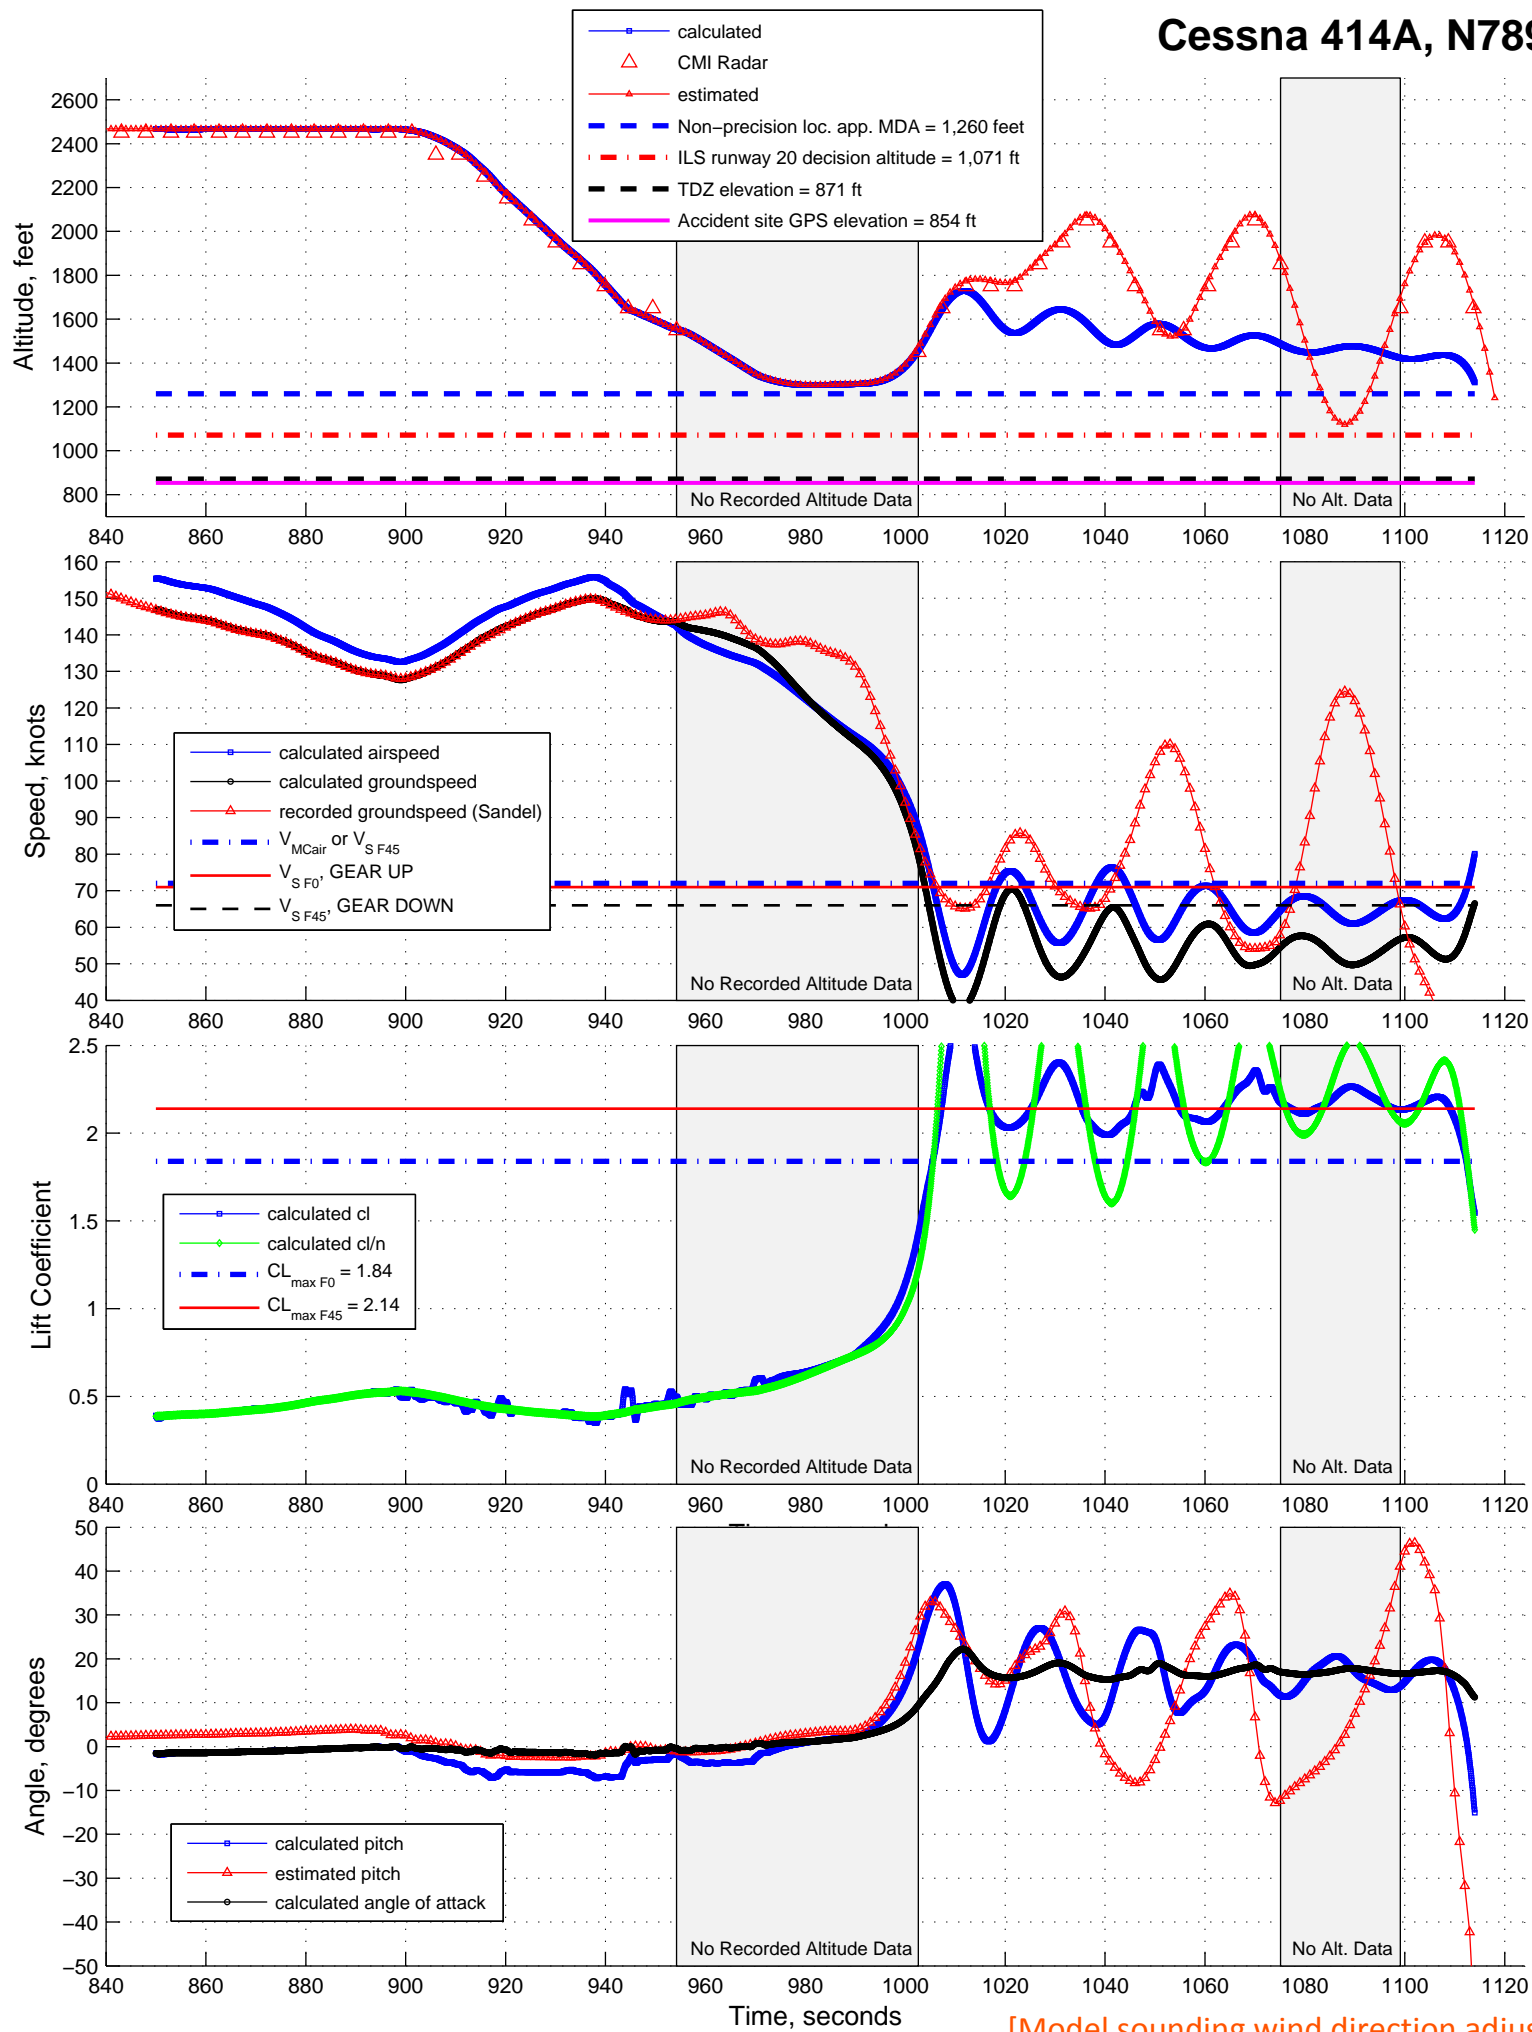 Cessna 414A, N789
calculated
CMI Radar
estimated
Non−precision loc. app. MDA = 1,260 feet
ILS runway 20 decision altitude = 1,071 ft
TDZ elevation = 871 ft
Accident site GPS elevation = 854 ft
Altitude, feet
2600
2400
2200
2000
1800
1600
1400
1200
1000
800
No Recorded Altitude Data
No Alt. Data
840 860 880 900 920 940 960 980 1000 1020 1040 1060 1080 1100 1120
Speed, knots
160
150
140
130
120
110
100
90
80
70
60
50
40
calculated airspeed
calculated groundspeed
recorded groundspeed (Sandel)
V MCair or V S F45
V S F0, GEAR UP
V S F45, GEAR DOWN
No Recorded Altitude Data
No Alt. Data
840 860 880 900 920 940 960 980 1000 1020 1040 1060 1080 1100 1120
Lift Coefficient
2.5
2
1.5
1
0.5
0
calculated cl
calculated cl/n
CL max F0 = 1.84
CL max F45 = 2.14
No Recorded Altitude Data
No Alt. Data
840 860 880 900 920 940 960 980 1000 1020 1040 1060 1080 1100 1120
Angle, degrees
50
40
30
20
10
0
−10
−20
−30
−40
−50
calculated pitch
estimated pitch
calculated angle of attack
No Recorded Altitude Data
No Alt. Data
840 860 880 900 920 940 960 980 1000 1020 1040 1060 1080 1100 1120
Time, seconds
[Model sounding wind direction adjus